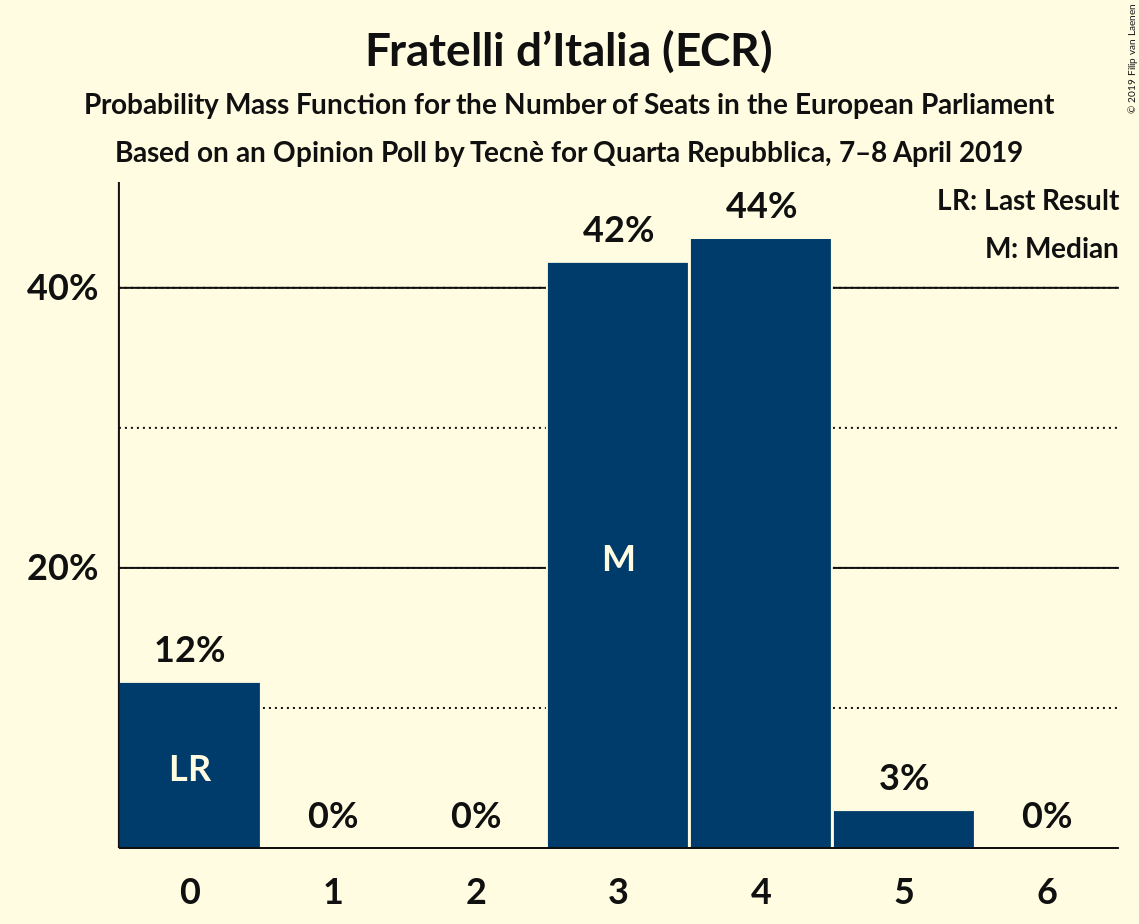 Fratelli d’Italia (ECR)
Probability Mass Function for the Number of Seats in the European Parliament
Based on an Opinion Poll by Tecnè for Quarta Repubblica, 7–8 April 2019
© 2019 Filip van Laenen
LR: Last Result
M: Median
44%
42%
40%
M
20%
12%
LR
3%
0%
0%
0%
0
1
2
3
4
5
6